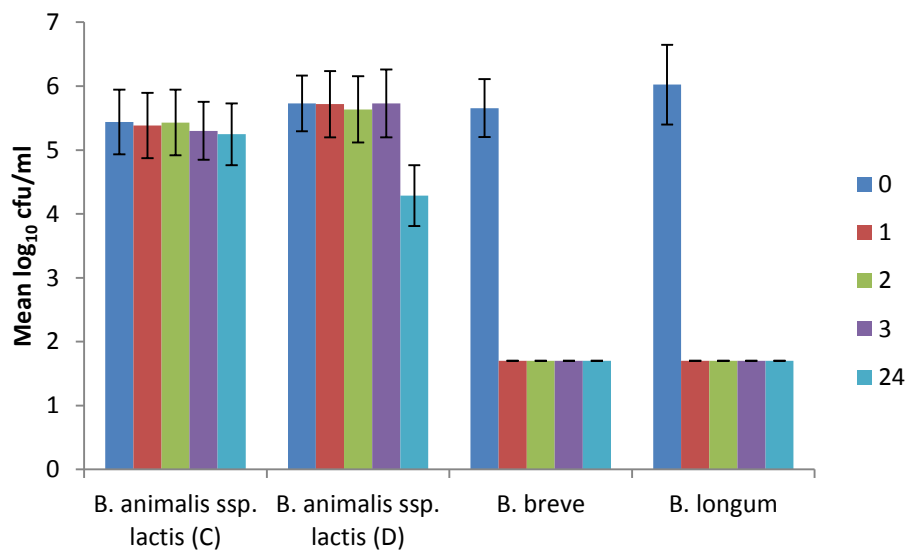 7
6
5
4
3
2
1
0
Mean log₁₀ cfu/ml
B. animalis ssp.
lactis (C)
B. animalis ssp.
lactis (D)
B. breve
B. longum
0
1
2
3
24